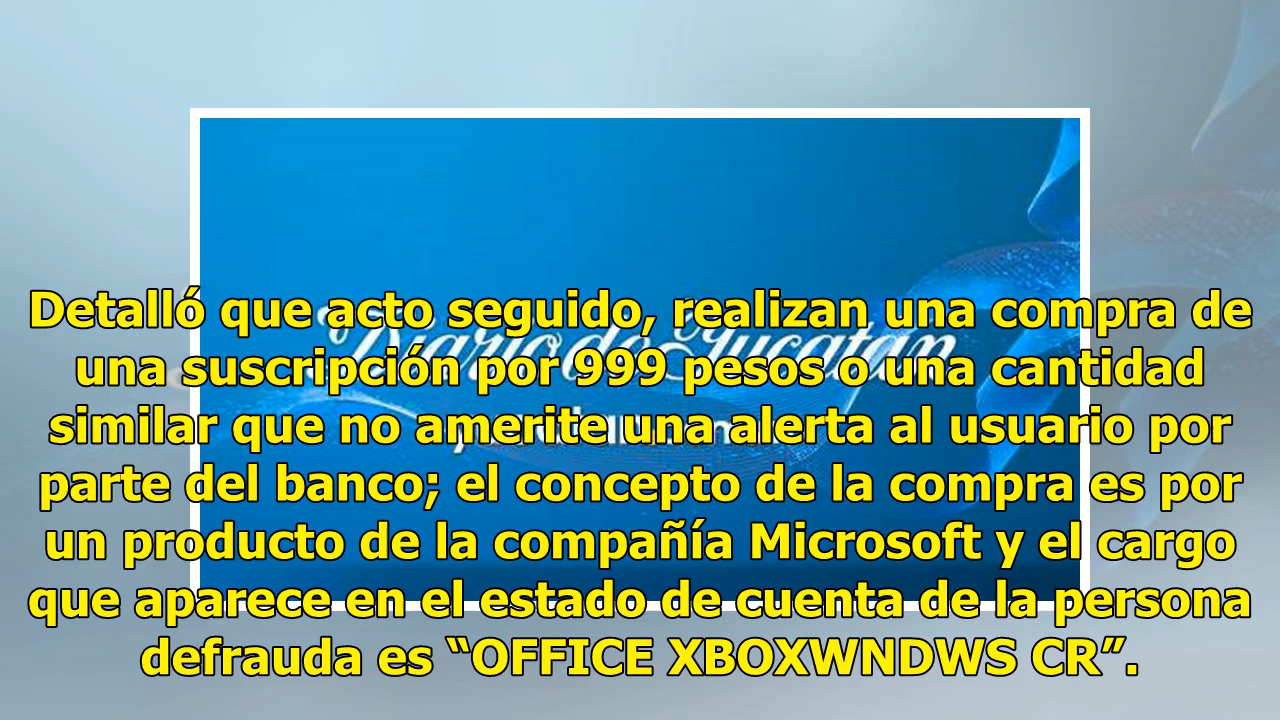 Detalló que acto seguido, realizan una compra de
una suscripción por 999 pesos o una cantidad
similar que no amerite una alerta al usuario por
parte del banco; el concepto de la compra es por
un producto de la compañía Microsoft y el cargo
que aparece en el estado de cuenta de la persona
defrauda es “OFFICE XBOXWNDWS CR”.
Diario de Yucatán